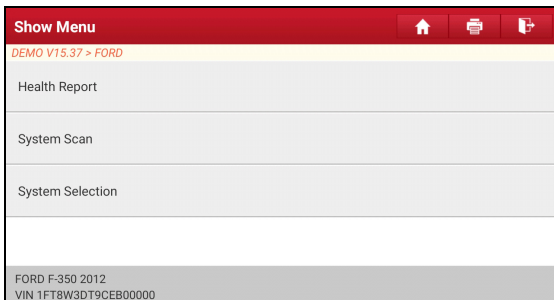 Show Menu
DEMO V15.37 > FORD
Health Report
System Scan
System Selection
FORD F-350 2012
VIN 1FT8W3DT9CEB00000